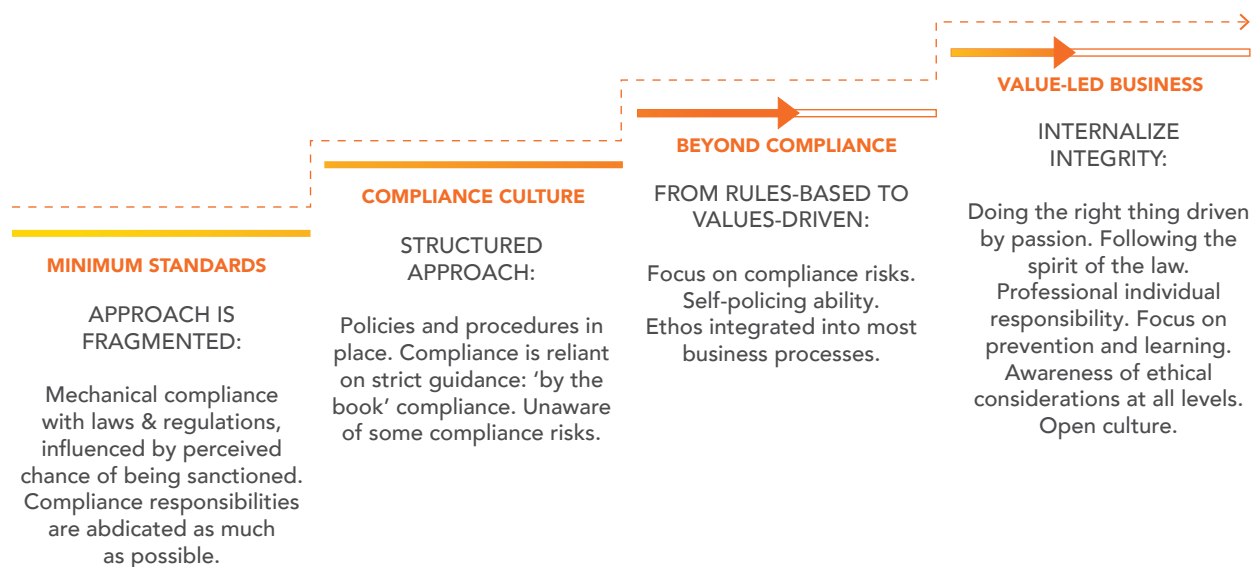 MINIMUM STANDARDS
APPROACH IS
FRAGMENTED:
Mechanical compliance
with laws & regulations,
influenced by perceived
chance of being sanctioned.
Compliance responsibilities
are abdicated as much
as possible.
COMPLIANCE CULTURE
STRUCTURED
APPROACH:
Policies and procedures in
place. Compliance is reliant
on strict guidance: ‘by the
book’ compliance. Unaware
of some compliance risks.
BEYOND COMPLIANCE
FROM RULES-BASED TO
VALUES-DRIVEN:
Focus on compliance risks.
Self-policing ability.
Ethos integrated into most
business processes.
VALUE-LED BUSINESS
INTERNALIZE
INTEGRITY:
Doing the right thing driven
by passion. Following the
spirit of the law.
Professional individual
responsibility. Focus on
prevention and learning.
Awareness of ethical
considerations at all levels.
Open culture.